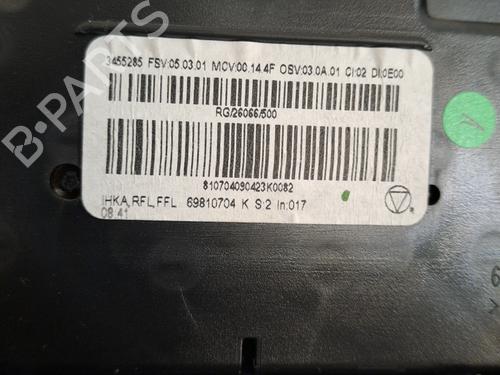 3455285 FSV:05.03.01 MCV:00.14.4F OSV:03.0A.01 CI:02 DI:0E00
RG/26066/500
810704090423K0082
IHKA,RFL,FFL 69810704 K S:2 In:017
08:41
B-PARTS